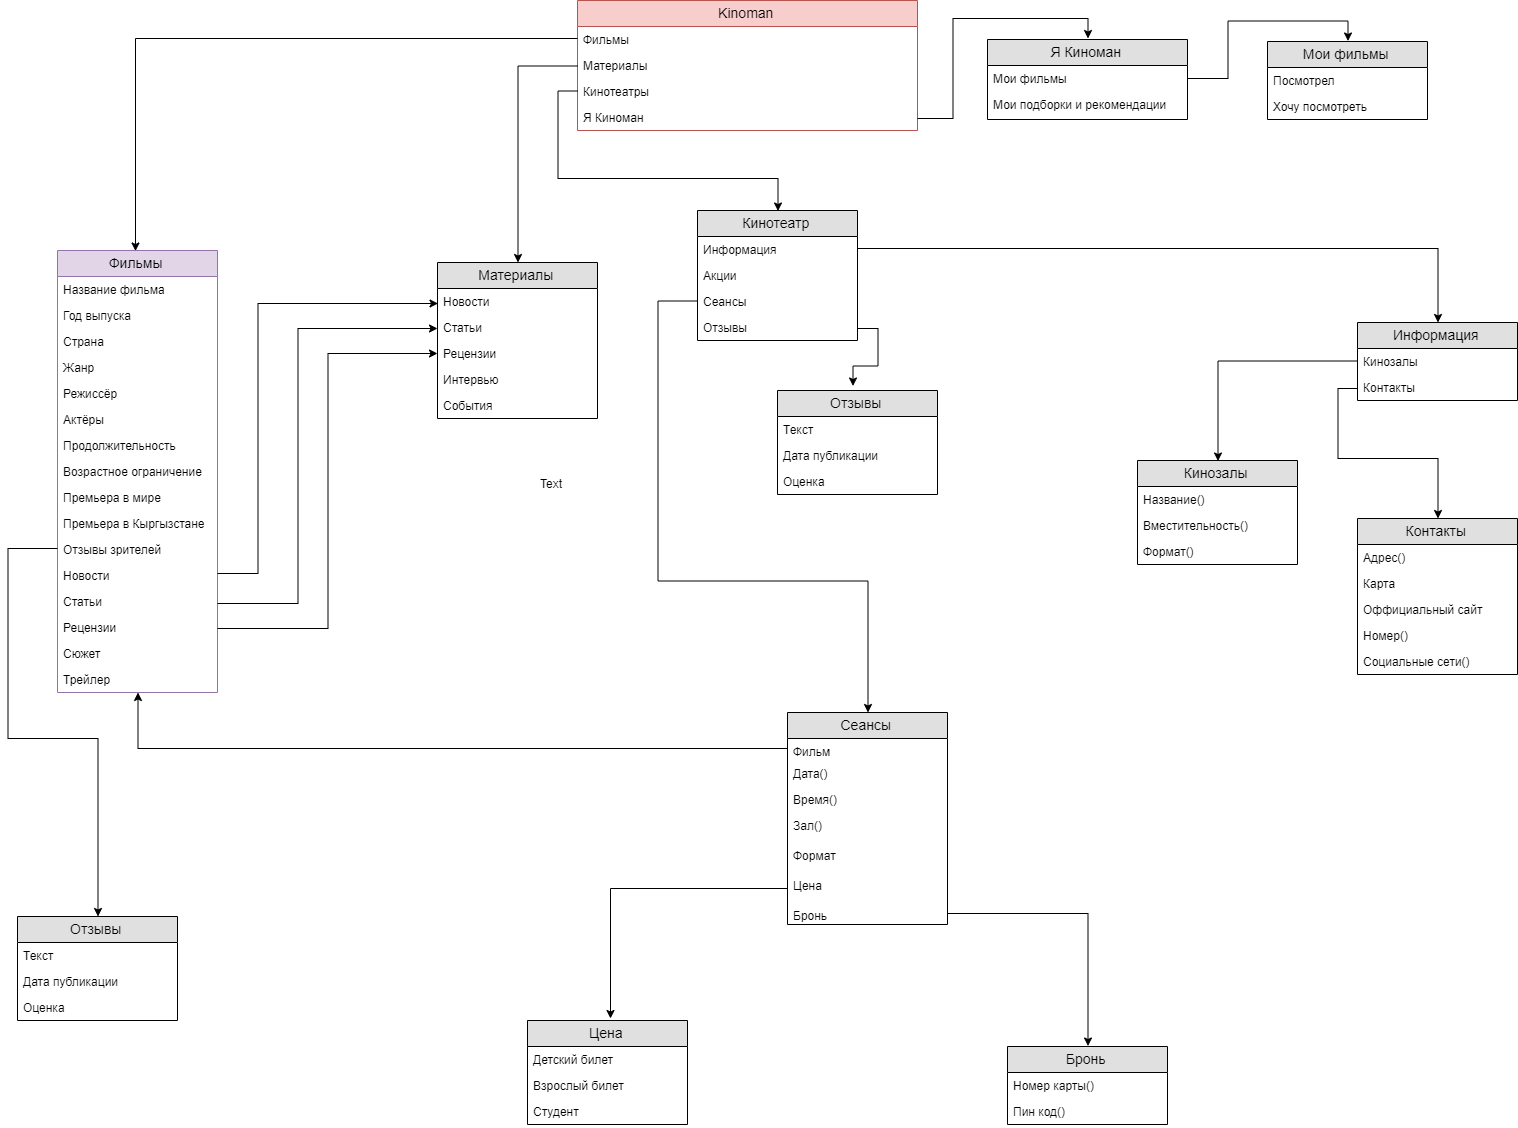 Kinoman
Фильмы
Материалы
Кинотеатры
Я Киноман
Я Киноман
Мои фильмы
Мои подборки и рекомендации
Мои фильмы
Посмотрел
Хочу посмотреть
Кинотеатр
Информация
Акции
Сеансы
Отзывы
Фильмы
Название фильма
Год выпуска
Страна
Жанр
Режиссёр
Актёры
Продолжительность
Возрастное ограничение
Премьера в мире
Премьера в Кыргызстане
Отзывы зрителей
Новости
Статьи
Рецензии
Сюжет
Трейлер
Материалы
Новости
Статьи
Рецензии
Интервью
События
Text
Отзывы
Текст
Дата публикации
Оценка
Информация
Кинозалы
Контакты
Кинозалы
Название()
Вместительность()
Формат()
Контакты
Адрес()
Карта
Оффициальный сайт
Номер()
Социальные сети()
Сеансы
Фильм
Дата()
Время()
Зал()
Формат
Цена
Бронь
Отзывы
Текст
Дата публикации
Оценка
Цена
Детский билет
Взрослый билет
Студент
Бронь
Номер карты()
Пин код()